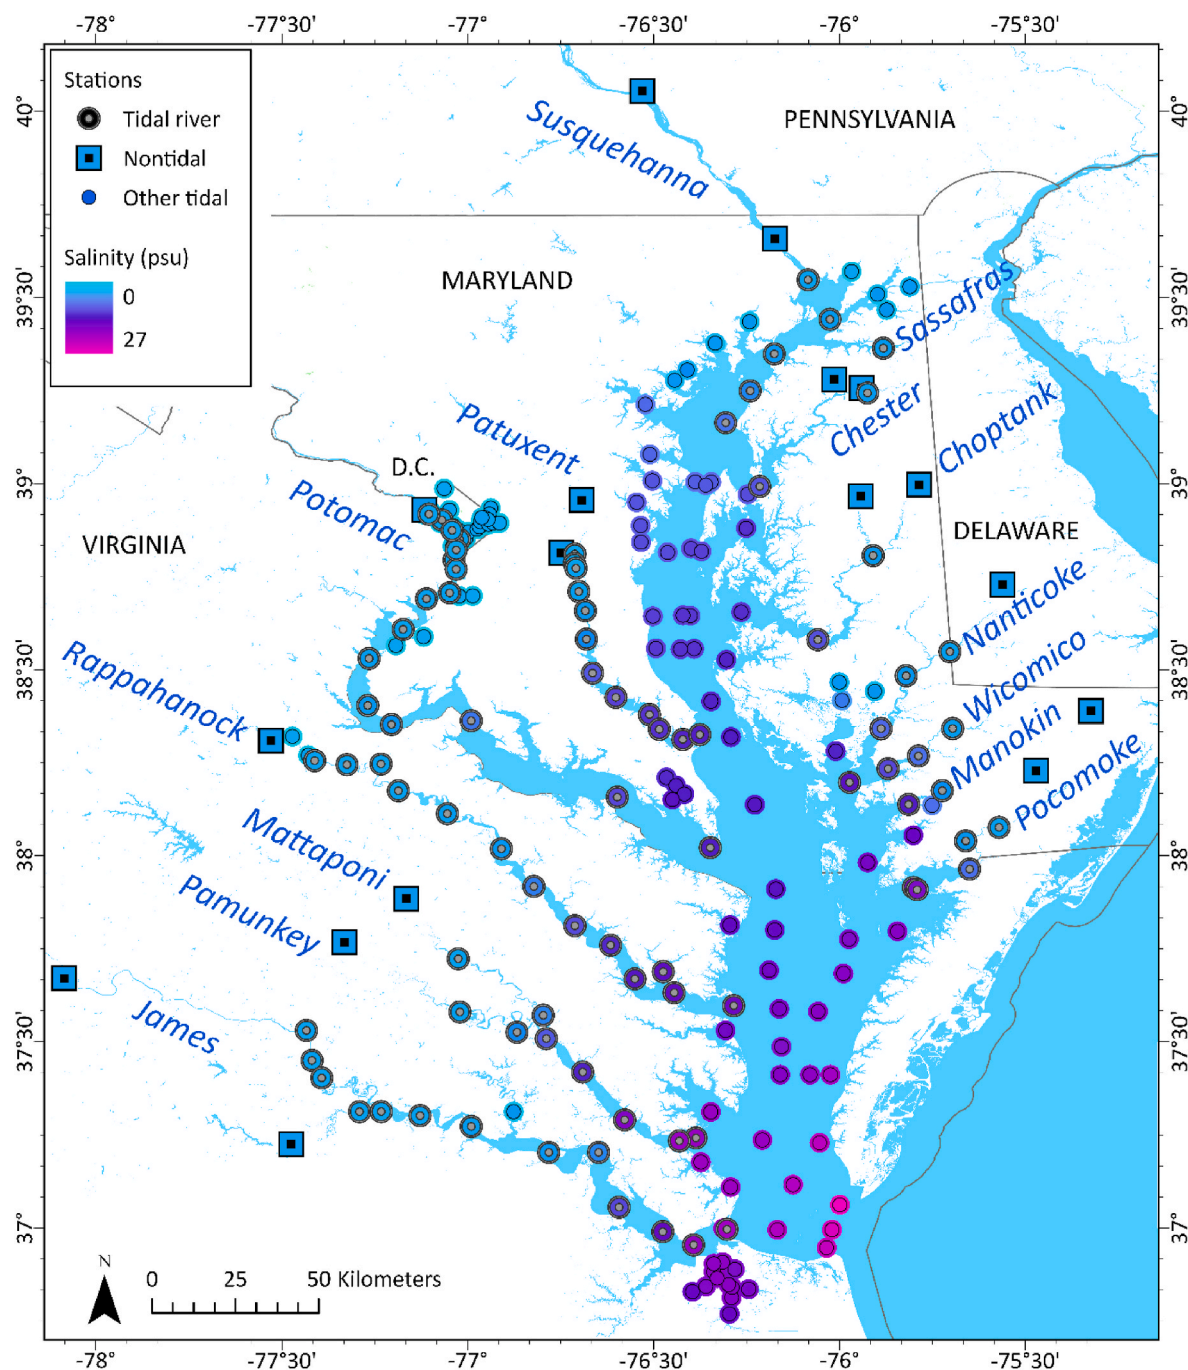 -78° -77°30' -77° -76°30' -76° -75°30'
Stations
Tidal river
Nontidal
Other tidal
Salinity (psu)
0
27
40°
40°
PENNSYLVANIA
Susquehanna
MARYLAND
39°30'
39°30'
Sassafras
Patuxent
Chester
Choptank
D.C.
39°
39°
Potomac
VIRGINIA
DELAWARE
Nanticoke
38°30'
38°30'
Rappahanock
Wicomico
Manokin
Pocomoke
Mattaponi
38°
38°
Pamunkey
James
37°30'
37°30'
37°
37°
N
0 25 50 Kilometers
-78° -77°30' -77° -76°30' -76° -75°30'